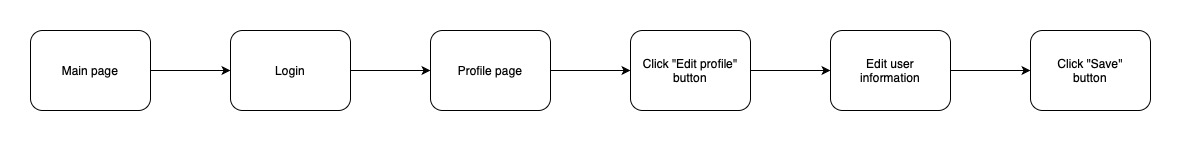 Main page
Login
Profile page
Click "Edit profile"
button
Edit user
information
Click "Save"
button